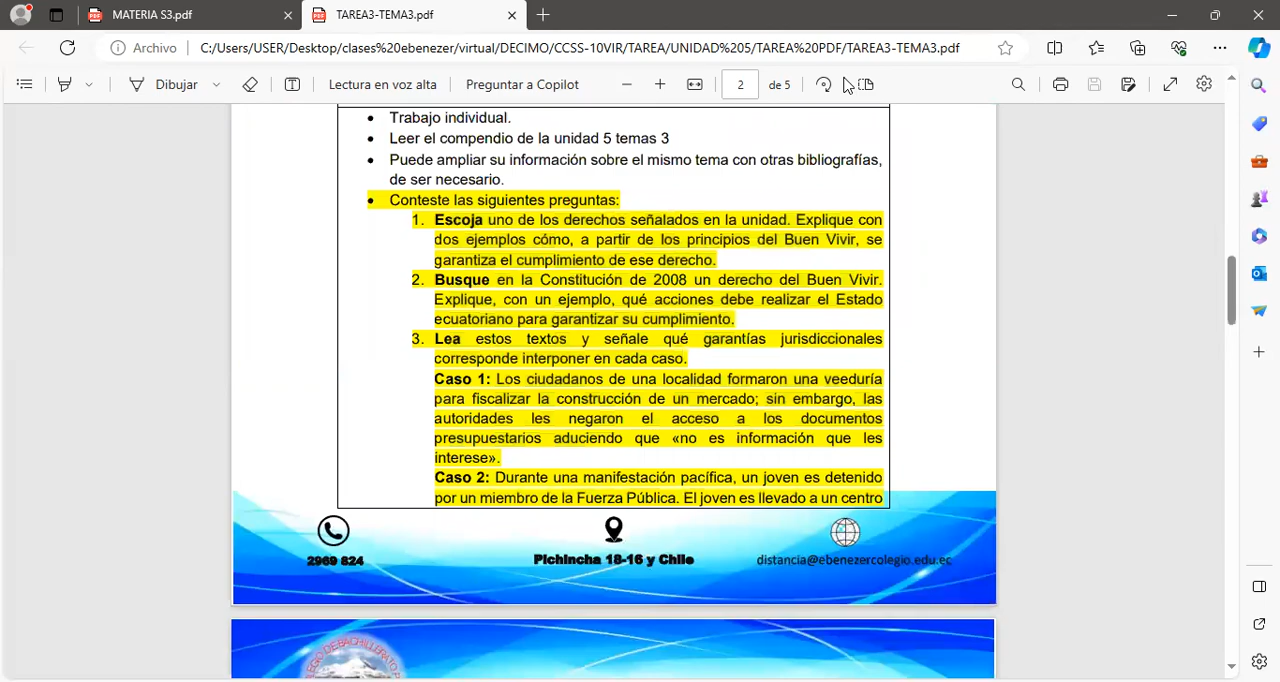 MATERIA S3.pdf
TAREA3-TEMA3.pdf
Archivo
C:/Users/USER/Desktop/clases%20ebenezer/virtual/DECIMO/CCSS-10VIR/TAREA/UNIDAD%205/TAREA%20PDF/TAREA3-TEMA3.pdf
Dibujar
Lectura en voz alta
Preguntar a Copilot
2
de 5
• Trabajo individual.
• Leer el compendio de la unidad 5 temas 3
• Puede ampliar su información sobre el mismo tema con otras bibliografías,
de ser necesario.
• Conteste las siguientes preguntas:
1. Escoja uno de los derechos señalados en la unidad. Explique con
dos ejemplos cómo, a partir de los principios del Buen Vivir, se
garantiza el cumplimiento de ese derecho.
2. Busque en la Constitución de 2008 un derecho del Buen Vivir.
Explique, con un ejemplo, qué acciones debe realizar el Estado
ecuatoriano para garantizar su cumplimiento.
3. Lea estos textos y señale qué garantías jurisdiccionales
corresponde interponer en cada caso.
Caso 1: Los ciudadanos de una localidad formaron una veeduría
para fiscalizar la construcción de un mercado; sin embargo, las
autoridades les negaron el acceso a los documentos
presupuestarios aduciendo que «no es información que les
interese».
Caso 2: Durante una manifestación pacífica, un joven es detenido
por un miembro de la Fuerza Pública. El joven es llevado a un centro
2969 824
Pichincha 18-16 y Chile
distancia@ebenezercolegio.edu.ec